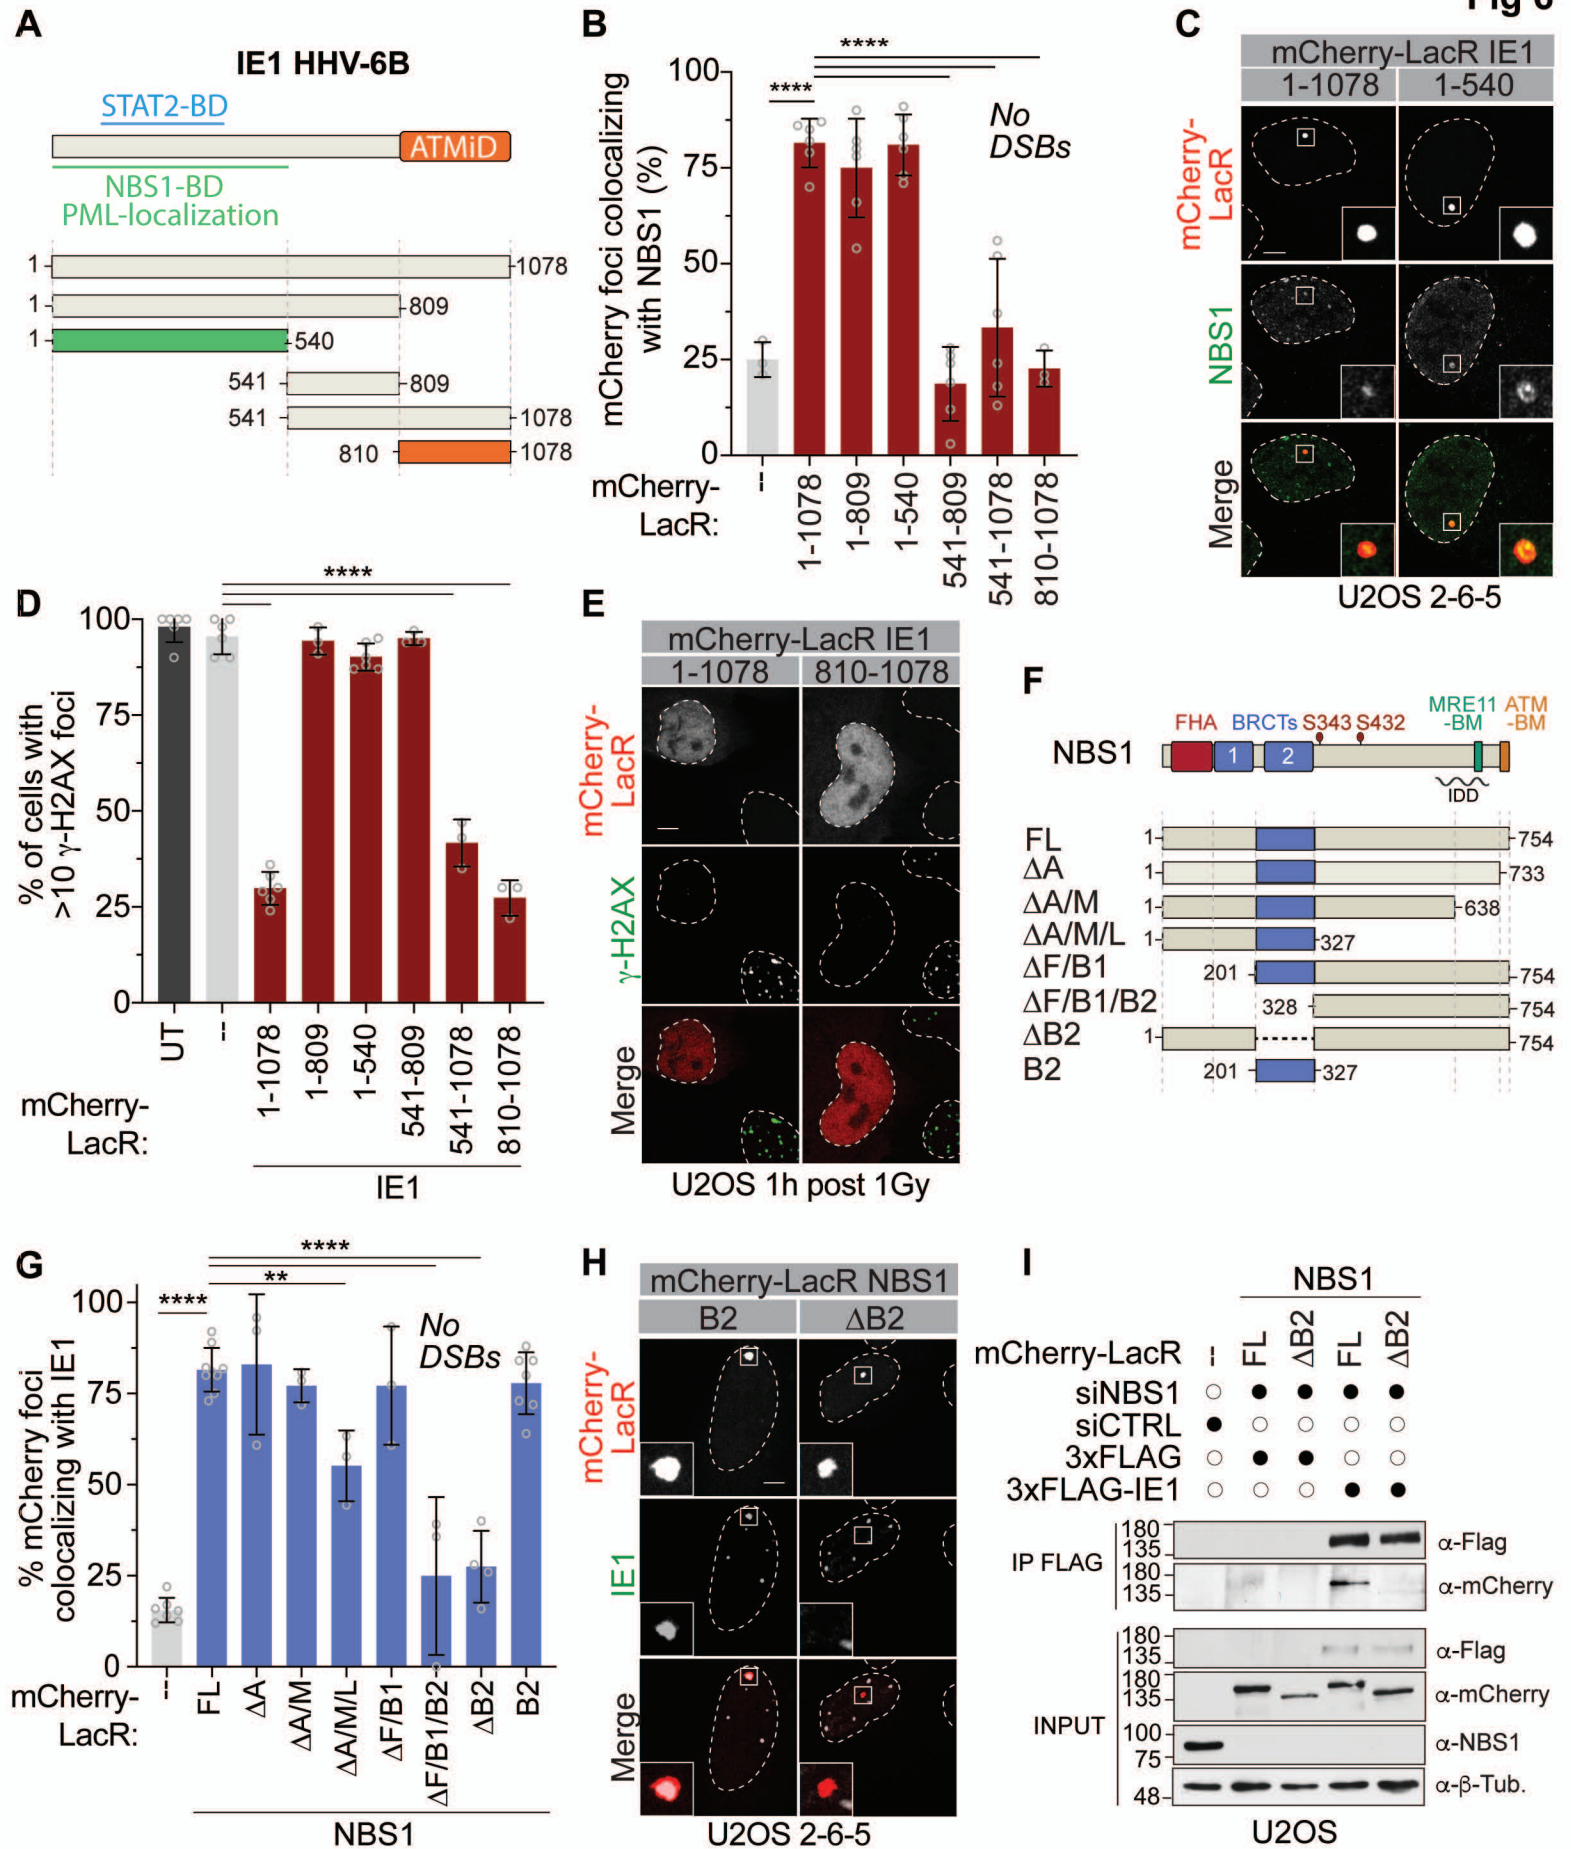 Fig 6
A
IE1 HHV-6B
STAT2-BD
ATMiD
NBS1-BD
PML-localization
1 1078
1 809
1 540
541 809
541 1078
810 1078
B
mCherry foci colocalizing
with NBS1 (%)
100
75
50
25
0
****
****
No
DSBs
mCherry-
LacR:
--
1-1078
1-809
1-540
541-809
541-1078
810-1078
C
mCherry-LacR IE1
1-1078 1-540
mCherry-
LacR
NBS1
Merge
U2OS 2-6-5
D
% of cells with
>10 γ-H2AX foci
100
75
50
25
0
****
mCherry-
LacR:
UT
--
1-1078
1-809
1-540
541-809
541-1078
810-1078
IE1
E
mCherry-LacR IE1
1-1078 810-1078
mCherry-
LacR
γ-H2AX
Merge
U2OS 1h post 1Gy
F
MRE11 ATM
-BM -BM
FHA BRCTs S343 S432
NBS1 1 2
IDD
FL 1 754
ΔA 1 733
ΔA/M 1 638
ΔA/M/L 1 327
ΔF/B1 201 754
ΔF/B1/B2 328 754
ΔB2 1 754
B2 201 327
G
% mCherry foci
colocalizing with IE1
100
75
50
25
0
****
****
**
No
DSBs
mCherry-
LacR:
--
FL
ΔA
ΔA/M
ΔA/M/L
ΔF/B1
ΔF/B1/B2
ΔB2
B2
NBS1
H
mCherry-LacR NBS1
B2 ΔB2
mCherry-
LacR
IE1
Merge
U2OS 2-6-5
I
NBS1
mCherry-LacR -- FL ΔB2 FL ΔB2
siNBS1
siCTRL
3xFLAG
3xFLAG-IE1
IP FLAG
180
135
α-Flag
180
135
α-mCherry
INPUT
180
135
α-Flag
180
135
α-mCherry
100
75
α-NBS1
48
α-β-Tub.
U2OS